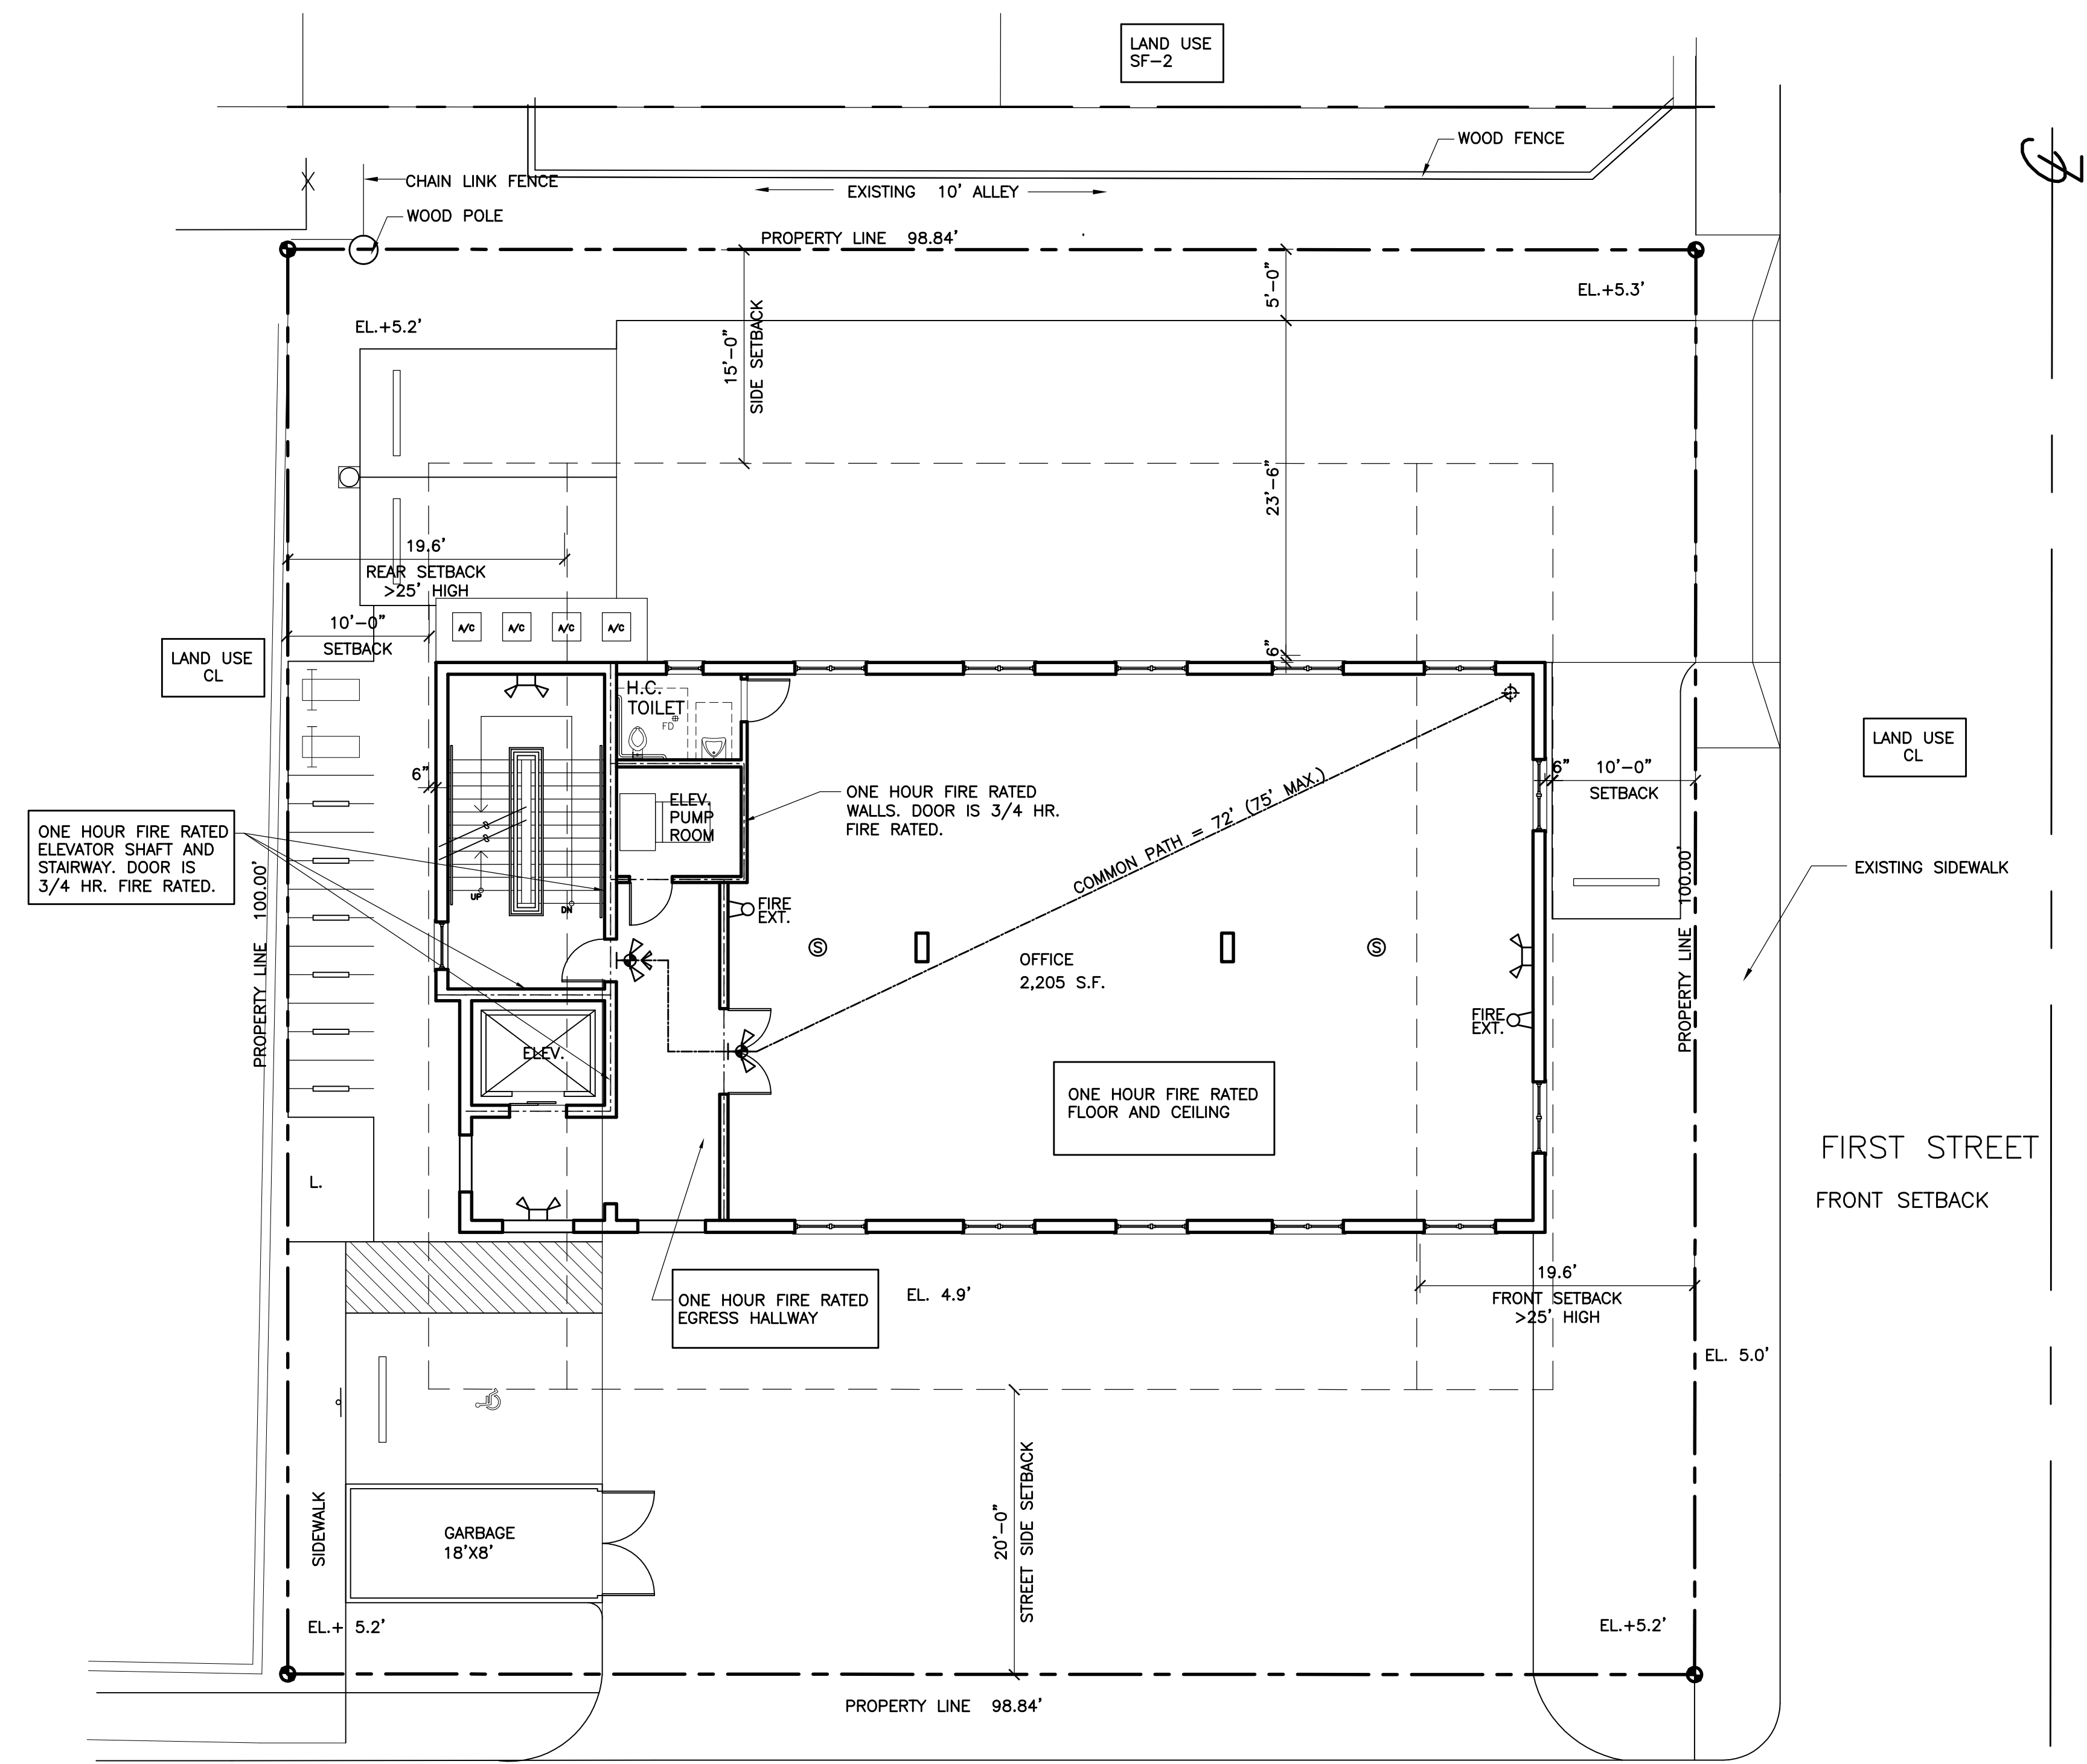 LAND USE
SF-2
WOOD FENCE
CHAIN LINK FENCE
EXISTING 10' ALLEY
WOOD POLE
PROPERTY LINE 98.84'
EL.+5.3'
5'-0"
EL.+5.2'
15'-0"
SIDE SETBACK
23'-6"
19.6'
REAR SETBACK
>25' HIGH
10'-0"
SETBACK
A/C
A/C
A/C
A/C
6"
LAND USE
CL
H.C.
TOILET
FD
LAND USE
CL
6"
6"
10'-0"
SETBACK
ELEV.
PUMP
ROOM
ONE HOUR FIRE RATED
WALLS. DOOR IS 3/4 HR.
FIRE RATED.
COMMON PATH = 72' (75' MAX.)
ONE HOUR FIRE RATED
ELEVATOR SHAFT AND
STAIRWAY. DOOR IS
3/4 HR. FIRE RATED.
UP
DN
PROPERTY LINE 100.00'
PROPERTY LINE 100.00'
EXISTING SIDEWALK
FIRE
EXT.
S
S
OFFICE
2,205 S.F.
FIRE
EXT.
ELEV.
ONE HOUR FIRE RATED
FLOOR AND CEILING
FIRST STREET
FRONT SETBACK
L.
ONE HOUR FIRE RATED
EGRESS HALLWAY
EL. 4.9'
19.6'
FRONT SETBACK
>25' HIGH
EL. 5.0'
20'-0"
STREET SIDE SETBACK
SIDEWALK
GARBAGE
18'X8'
EL.+ 5.2'
EL.+5.2'
PROPERTY LINE 98.84'